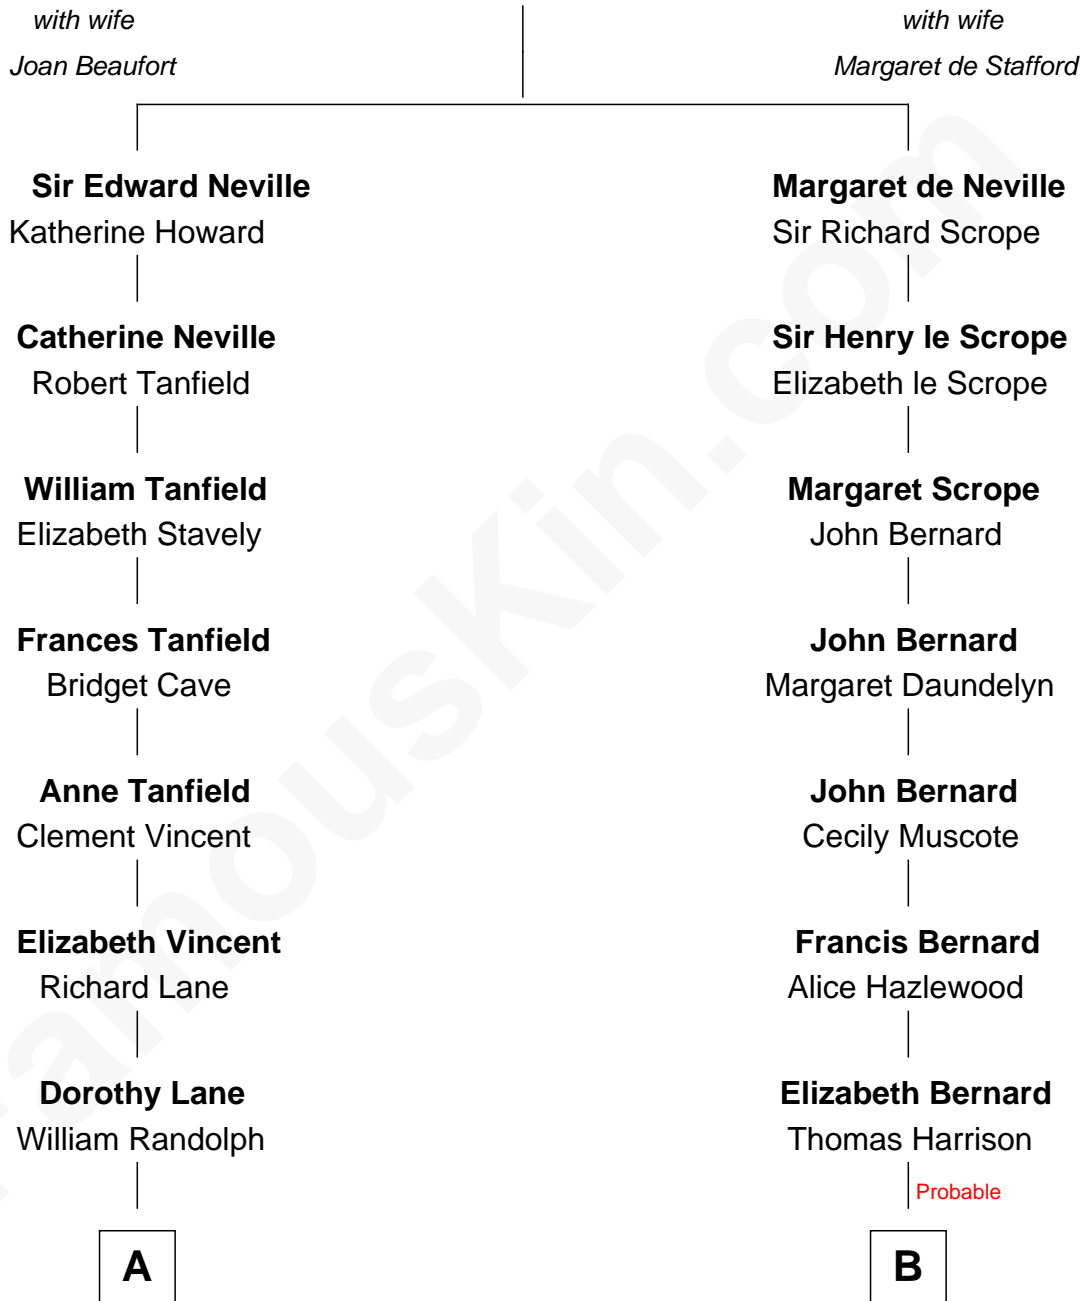 with wife
Joan Beaufort
with wife
Margaret de Stafford
Sir Edward Neville
Katherine Howard
Margaret de Neville
Sir Richard Scrope
Catherine Neville
Robert Tanfield
Sir Henry le Scrope
Elizabeth le Scrope
William Tanfield
Elizabeth Stavely
Margaret Scrope
John Bernard
Frances Tanfield
Bridget Cave
John Bernard
Margaret Daundelyn
Anne Tanfield
Clement Vincent
John Bernard
Cecily Muscote
Elizabeth Vincent
Richard Lane
Francis Bernard
Alice Hazlewood
Dorothy Lane
William Randolph
Elizabeth Bernard
Thomas Harrison
Probable
A
B
FamousKin.com